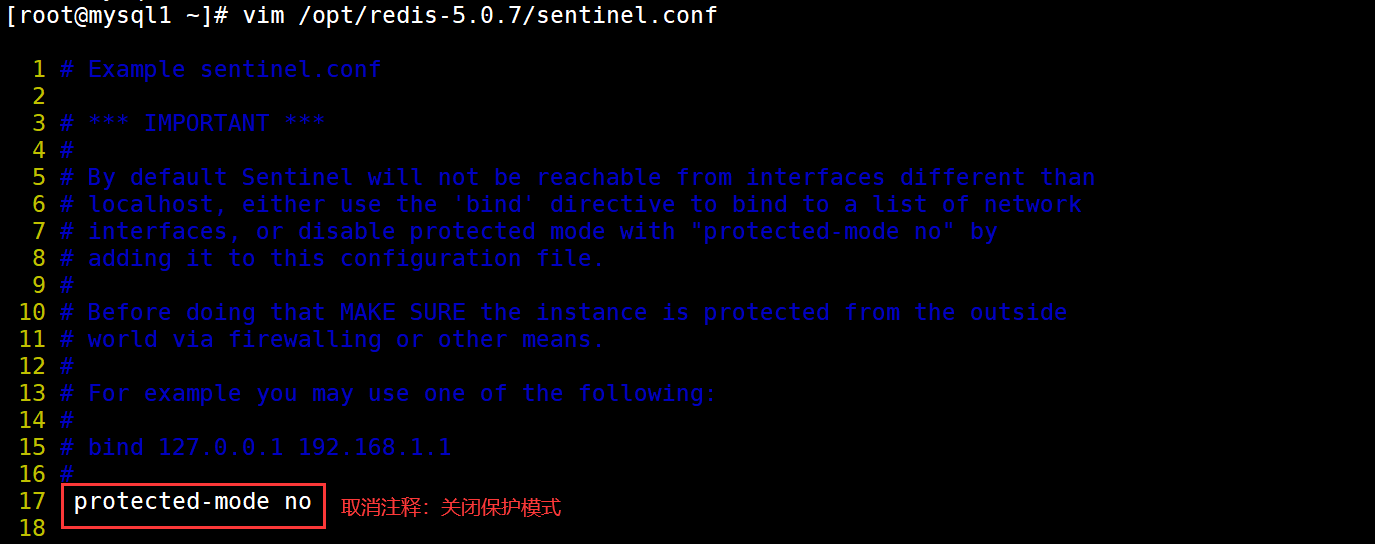 [root@mysql1 ~]# vim /opt/redis-5.0.7/sentinel.conf
1 # Example sentinel.conf
2
3 # *** IMPORTANT ***
4 #
5 # By default Sentinel will not be reachable from interfaces different than
6 # localhost, either use the 'bind' directive to bind to a list of network
7 # interfaces, or disable protected mode with "protected-mode no" by
8 # adding it to this configuration file.
9 #
10 # Before doing that MAKE SURE the instance is protected from the outside
11 # world via firewalling or other means.
12 #
13 # For example you may use one of the following:
14 #
15 # bind 127.0.0.1 192.168.1.1
16 #
17 protected-mode no 取消注释：关闭保护模式
18